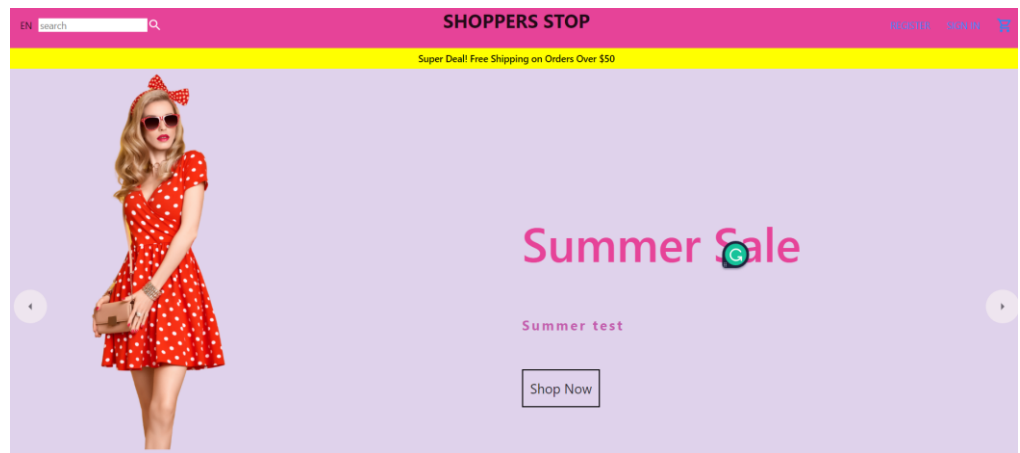 EN search
SHOPPERS STOP
REGISTER SIGN IN
Super Deal! Free Shipping on Orders Over $50
Summer Sale
Summer test
Shop Now